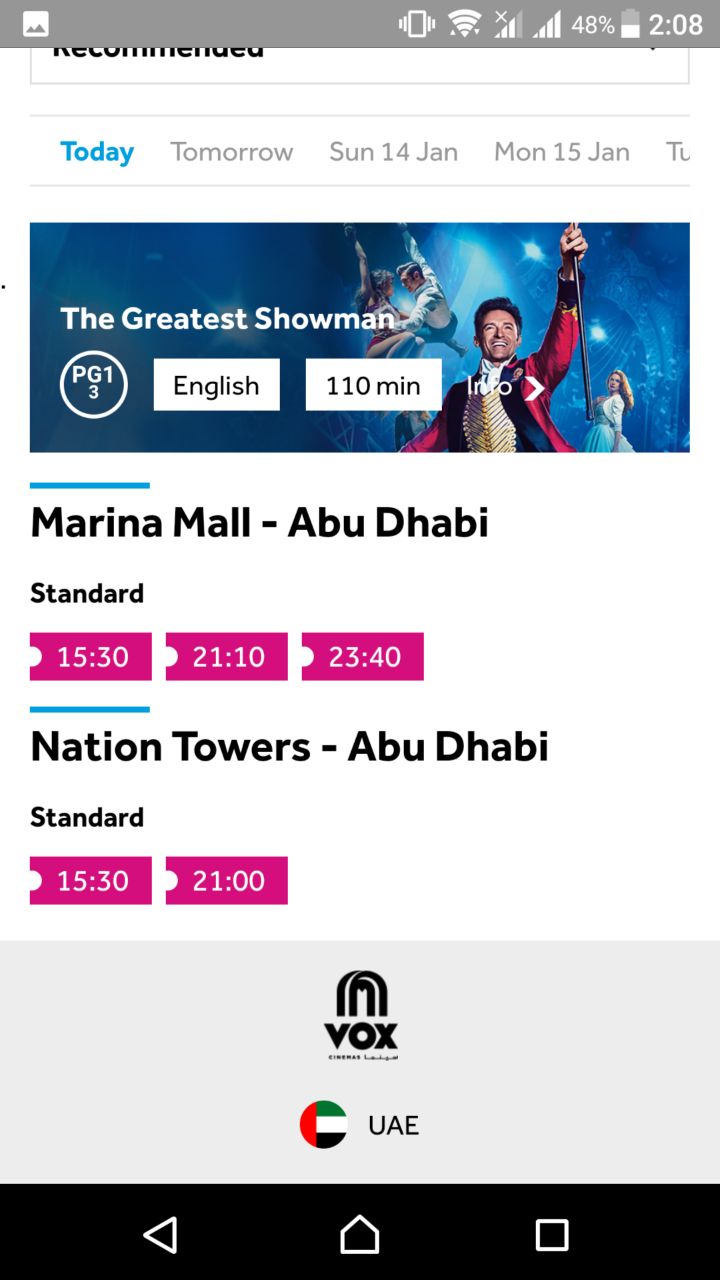 48% 2:08
Recommended
Today Tomorrow Sun 14 Jan Mon 15 Jan Tu
The Greatest Showman
PG1
3
English 110 min Info
Marina Mall - Abu Dhabi
Standard
15:30 21:10 23:40
Nation Towers - Abu Dhabi
Standard
15:30 21:00
VOX
CINEMAS سينما
UAE